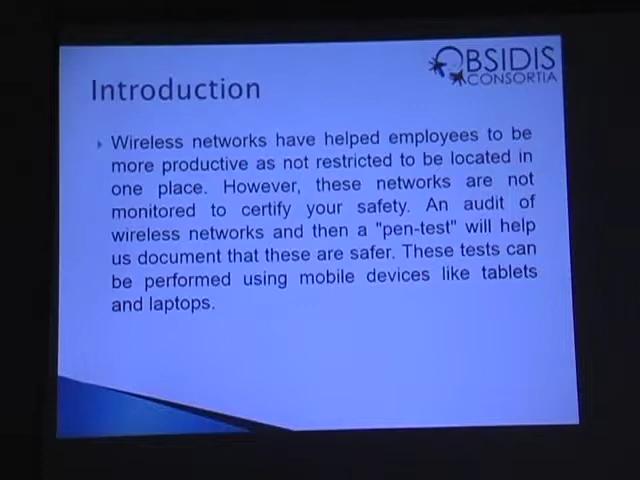 Introduction
OBSIDIS
CONSORTIA
Wireless networks have helped employees to be
more productive as not restricted to be located in
one place. However, these networks are not
monitored to certify your safety. An audit of
wireless networks and then a "pen-test" will help
us document that these are safer. These tests can
be performed using mobile devices like tablets
and laptops.